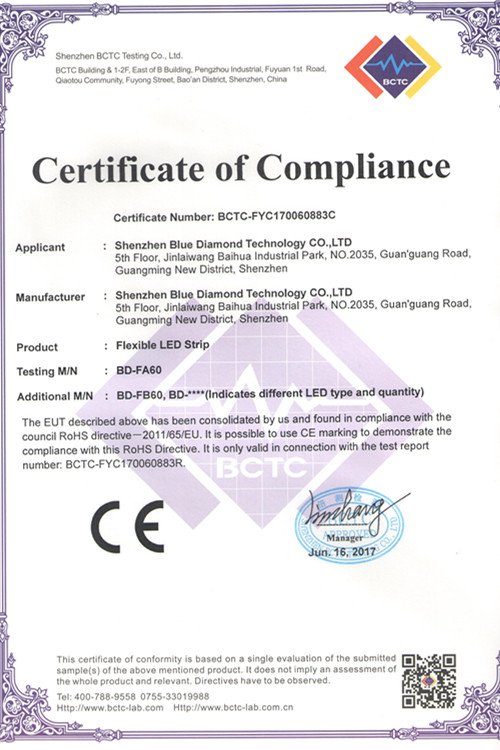 Shenzhen BCTC Testing Co., Ltd.
BCTC Building & 1-2F, East of B Building, Pengzhou Industrial, Fuyuan 1st Road,
Qiaotou Community, Fuyong Street, Bao'an District, Shenzhen, China
BCTC
Certificate of Compliance
Certificate Number: BCTC-FYC170060883C
Applicant : Shenzhen Blue Diamond Technology CO.,LTD
5th Floor, Jinlaiwang Baihua Industrial Park, NO.2035, Guan'guang Road,
Guangming New District, Shenzhen
Manufacturer : Shenzhen Blue Diamond Technology CO.,LTD
5th Floor, Jinlaiwang Baihua Industrial Park, NO.2035, Guan'guang Road,
Guangming New District, Shenzhen
Product : Flexible LED Strip
Testing M/N : BD-FA60
Additional M/N : BD-FB60, BD-****(Indicates different LED type and quantity)
The EUT described above has been consolidated by us and found in compliance with the
council RoHS directive—2011/65/EU. It is possible to use CE marking to demonstrate the
compliance with this RoHS Directive. It is only valid in connection with the test report
number: BCTC-FYC170060883R.
BCTC
CE
APPROVED
Manager
Jun. 16, 2017
This certificate of conformity is based on a single evaluation of the submitted
sample(s) of the above mentioned product. It does not imply an assessment of
the whole product and relevant. Directives have to be observed.
Tel: 400-788-9558 0755-33019988
Http://www.bctc-lab.com Http://www.bctc-lab.com.cn